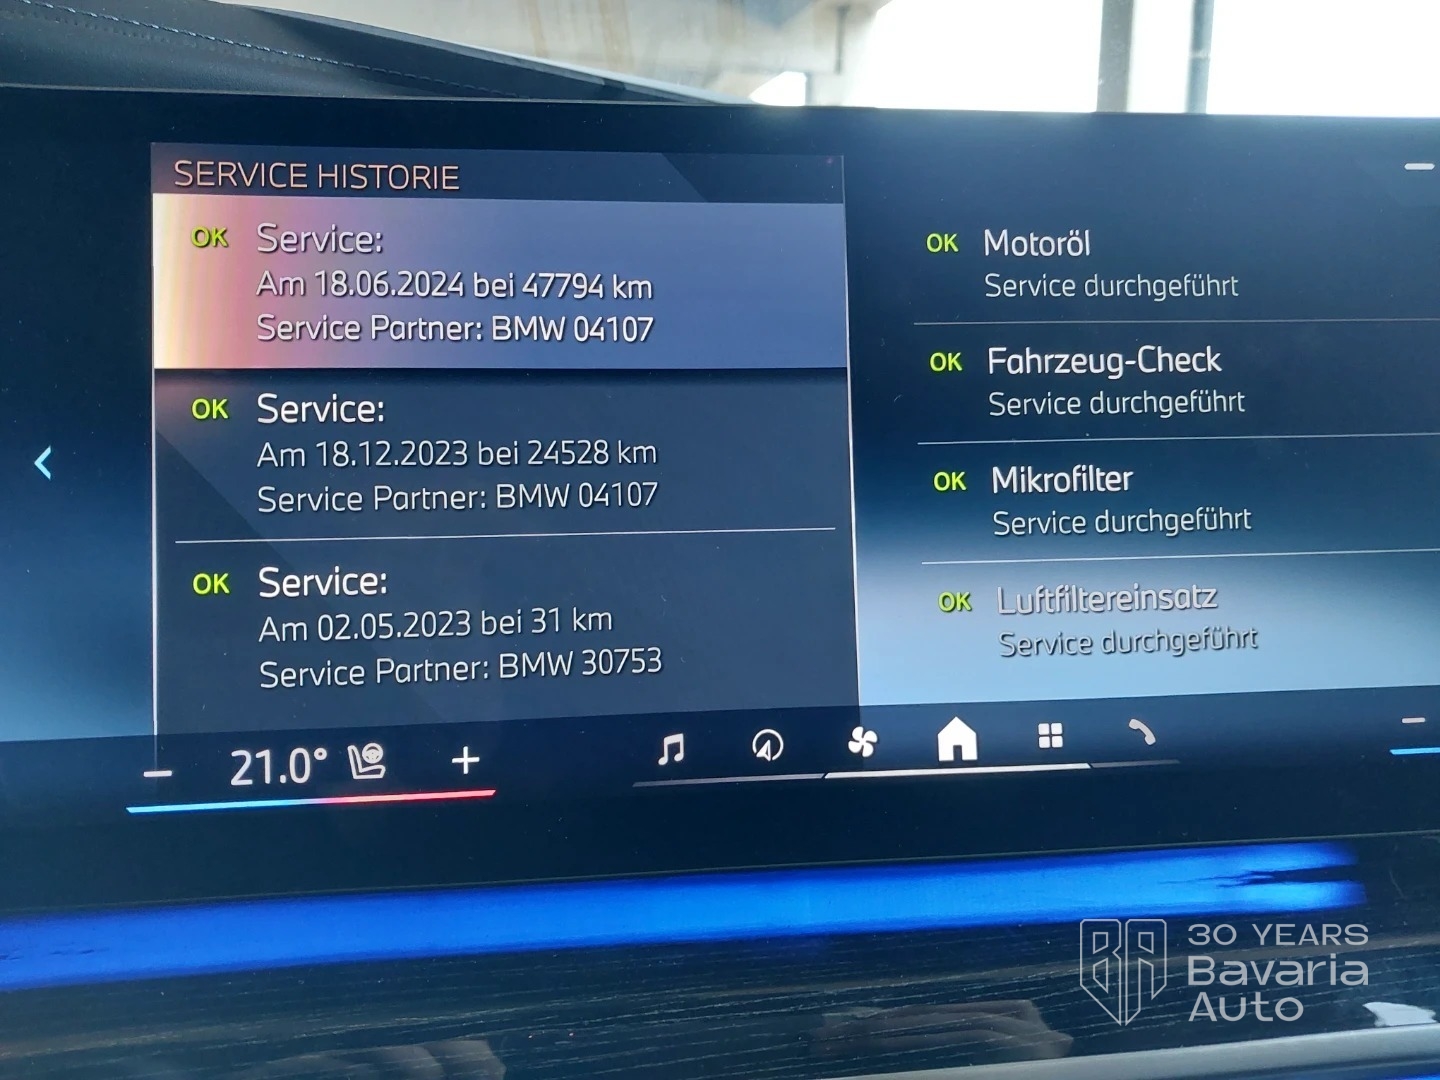 SERVICE HISTORIE
OK Service:
Am 18.06.2024 bei 47794 km
Service Partner: BMW 04107
OK Service:
Am 18.12.2023 bei 24528 km
Service Partner: BMW 04107
OK Service:
Am 02.05.2023 bei 31 km
Service Partner: BMW 30753
OK Motoröl
Service durchgeführt
OK Fahrzeug-Check
Service durchgeführt
OK Mikrofilter
Service durchgeführt
OK Luftfiltereinsatz
Service durchgeführt
21.0°
BA
30 YEARS
Bavaria
Auto